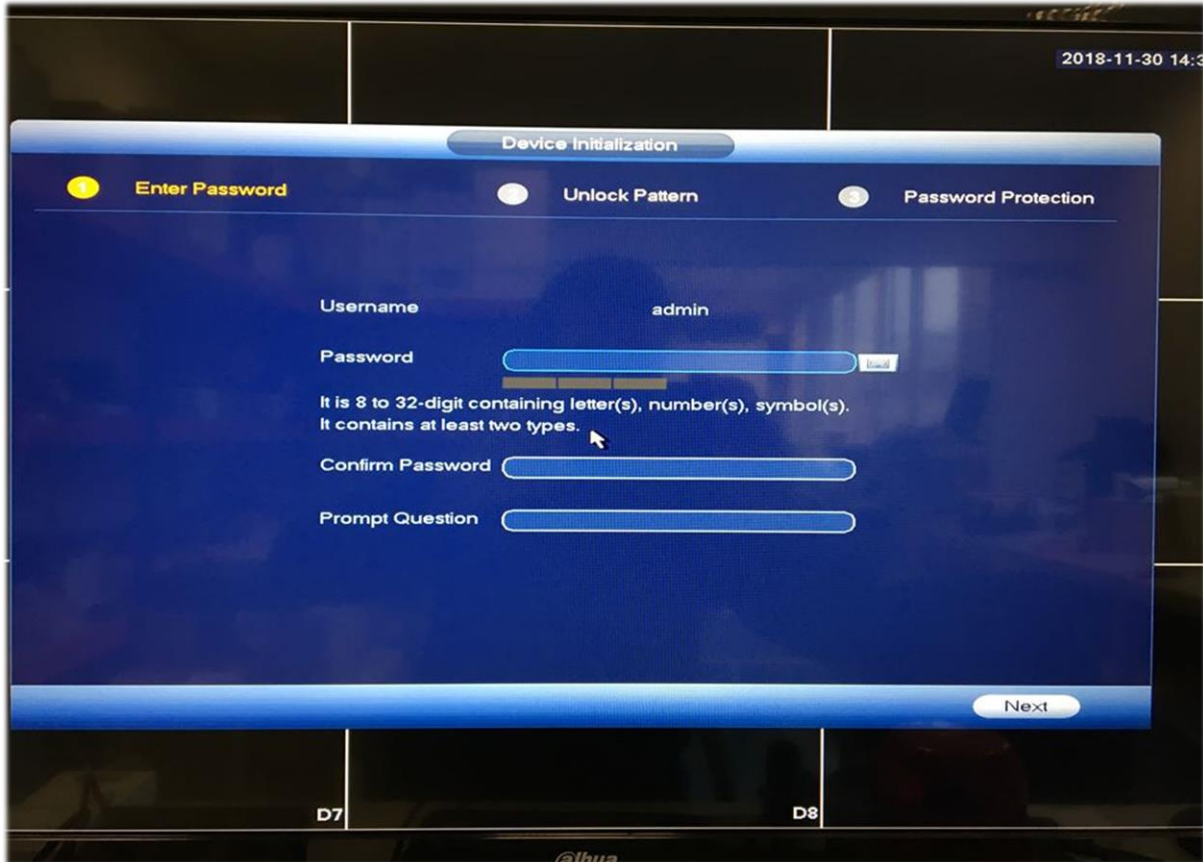 2018-11-30 14:3
Device Initialization
1 Enter Password 2 Unlock Pattern 3 Password Protection
Username admin
Password
It is 8 to 32-digit containing letter(s), number(s), symbol(s).
It contains at least two types.
Confirm Password
Prompt Question
Next
D7 D8
alhua